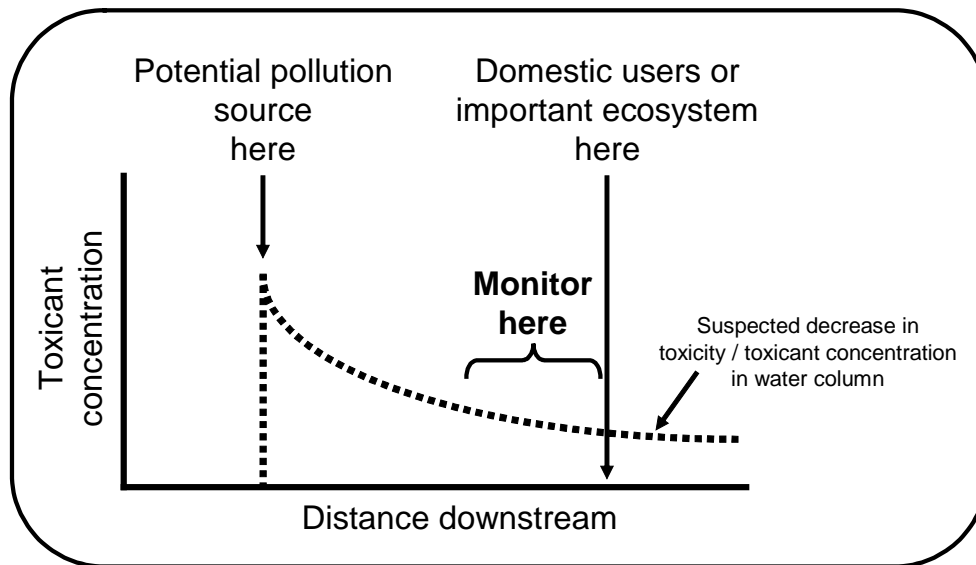 Potential pollution
source
here
Domestic users or
important ecosystem
here
Toxicant
concentration
Monitor
here
Suspected decrease in
toxicity / toxicant concentration
in water column
Distance downstream